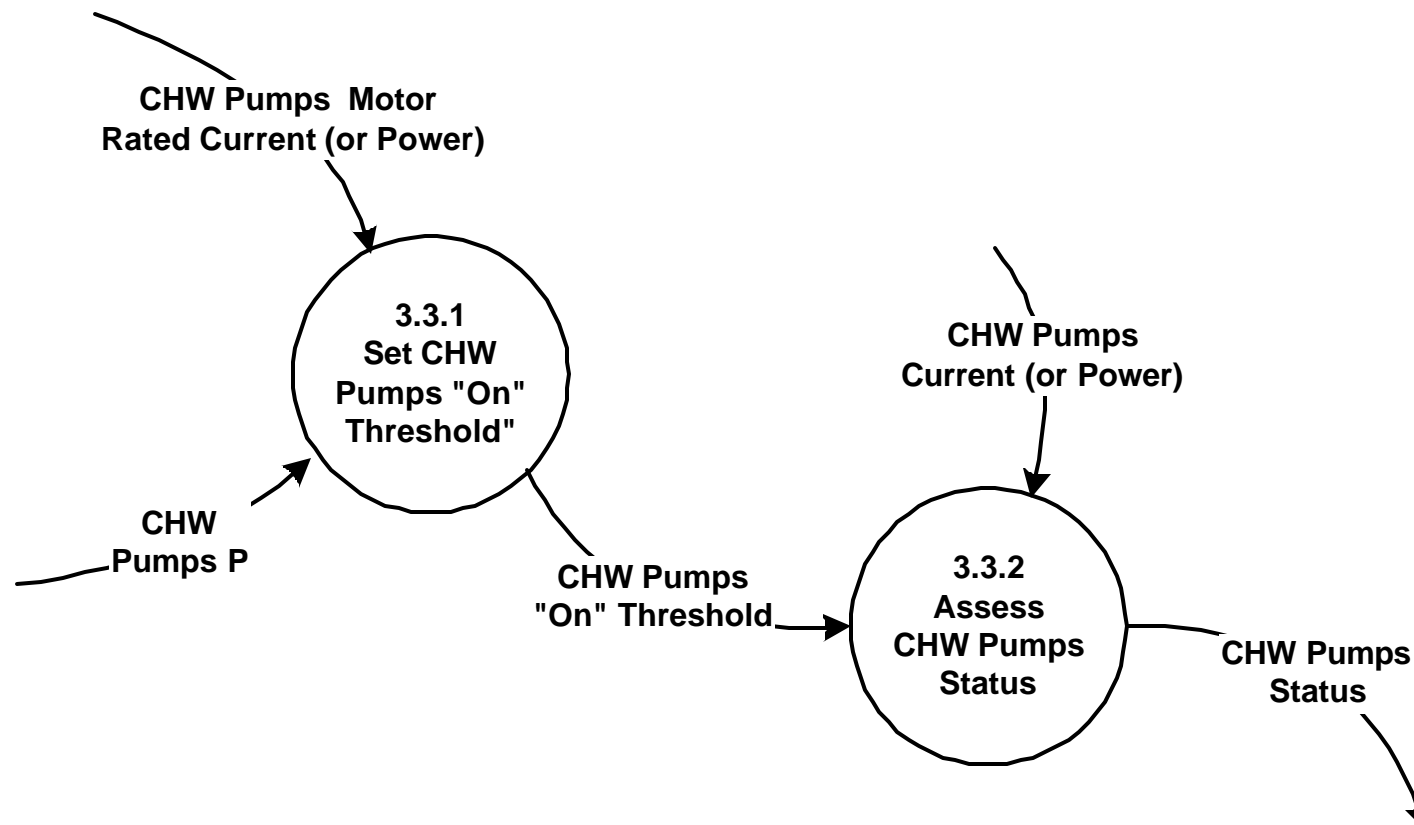 CHW Pumps Motor
Rated Current (or Power)
3.3.1
Set CHW
Pumps "On"
Threshold"
CHW
Pumps P
CHW Pumps
"On" Threshold
CHW Pumps
Current (or Power)
3.3.2
Assess
CHW Pumps
Status
CHW Pumps
Status